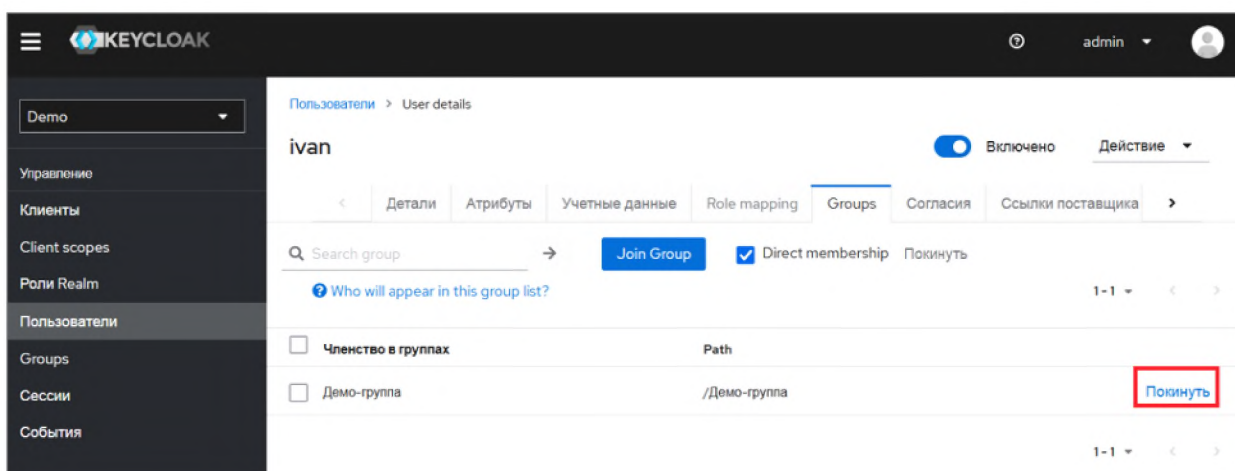 KEYCLOAK
admin
Demo
Управление
Клиенты
Client scopes
Роли Realm
Пользователи
Groups
Сессии
События
Пользователи > User details
ivan
Включено
Действие
Детали Атрибуты Учетные данные Role mapping Groups Согласия Ссылки поставщика
Search group Join Group Direct membership Покинуть
Who will appear in this group list?
1-1
Членство в группах Path
Демо-группа /Демо-группа Покинуть
1-1